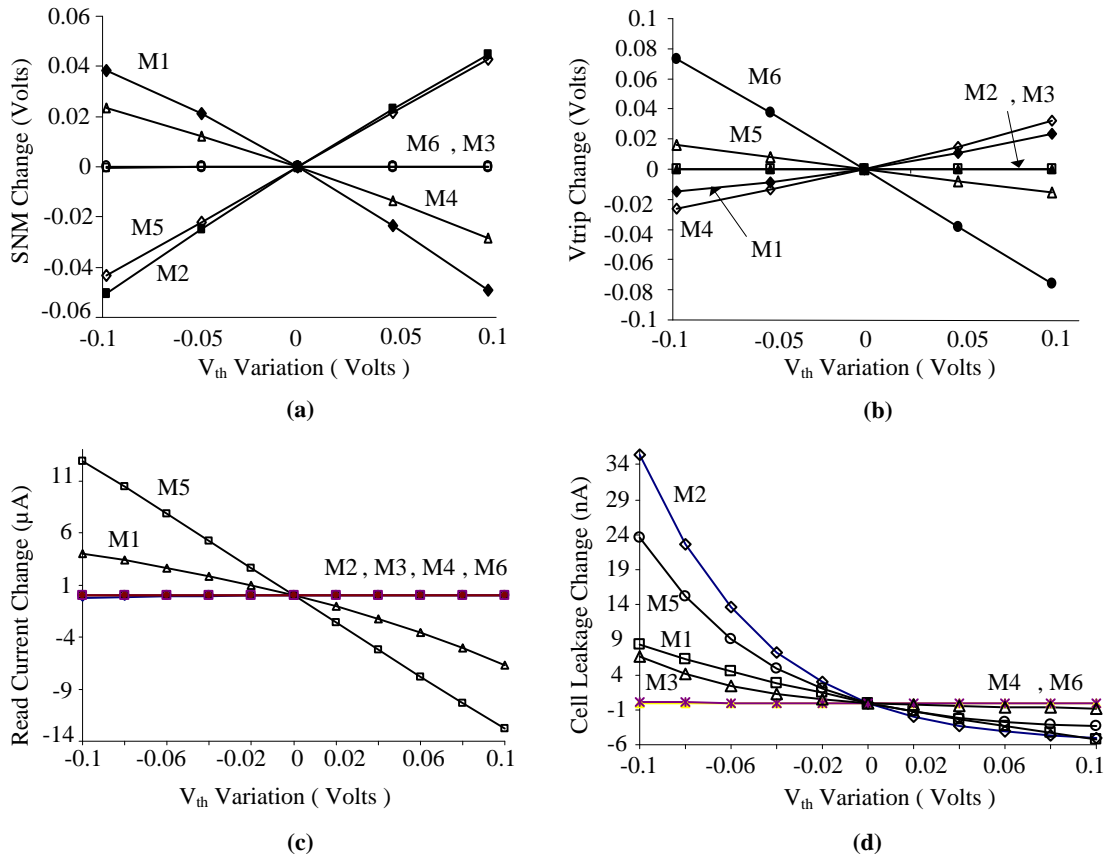 0.06
0.04
0.02
0
-0.02
-0.04
-0.06
SNM Change (Volts)
M1
M6 , M3
M4
M5
M2
-0.1 -0.05 0 0.05 0.1
Vth Variation ( Volts )
(a)
0.1
0.08
0.06
0.04
0.02
0
-0.02
-0.04
-0.06
-0.08
-0.1
Vtrip Change (Volts)
M6
M2 , M3
M5
M4
M1
-0.1 -0.05 0 0.05 0.1
Vth Variation ( Volts )
(b)
11
6
1
-4
-9
-14
Read Current Change (µA)
M5
M1
M2 , M3 , M4 , M6
-0.1 -0.06 -0.02 0 0.02 0.06 0.1
Vth Variation ( Volts )
(c)
34
29
24
19
14
9
4
-1
-6
Cell Leakage Change (nA)
M2
M5
M1
M3
M4 , M6
-0.1 -0.06 -0.02 0 0.02 0.06 0.1
Vth Variation ( Volts )
(d)